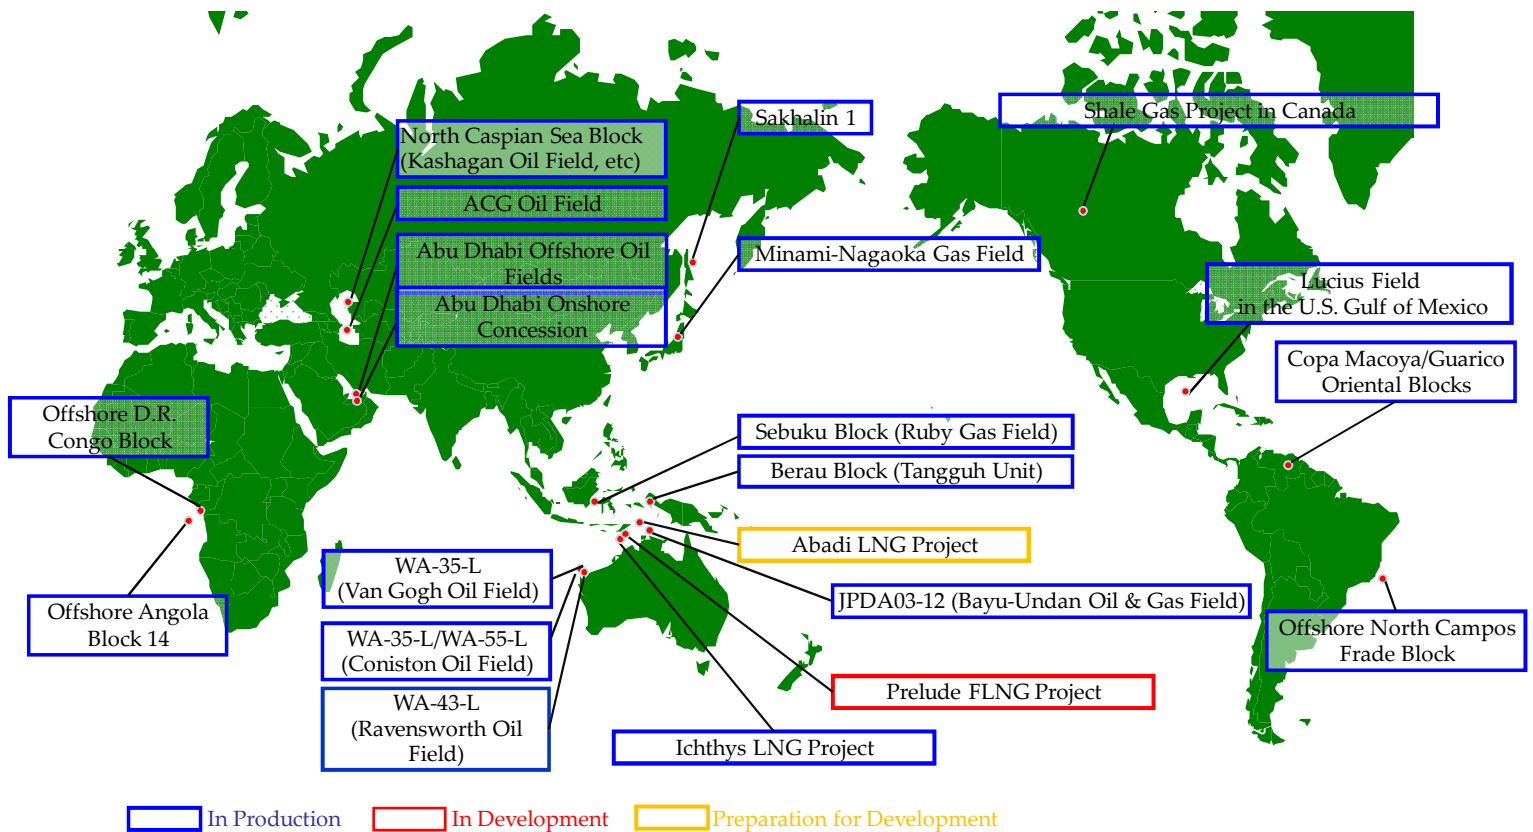 Sakhalin 1
Shale Gas Project in Canada
North Caspian Sea Block
(Kashagan Oil Field, etc)
ACG Oil Field
Abu Dhabi Offshore Oil
Fields
Abu Dhabi Onshore
Concession
Minami-Nagaoka Gas Field
Lucius Field
in the U.S. Gulf of Mexico
Copa Macoya/Guarico
Oriental Blocks
Offshore D.R.
Congo Block
Sebuku Block (Ruby Gas Field)
Berau Block (Tangguh Unit)
Abadi LNG Project
WA-35-L
(Van Gogh Oil Field)
JPDA03-12 (Bayu-Undan Oil & Gas Field)
Offshore Angola
Block 14
WA-35-L/WA-55-L
(Coniston Oil Field)
Offshore North Campos
Frade Block
Prelude FLNG Project
WA-43-L
(Ravensworth Oil
Field)
Ichthys LNG Project
In Production
In Development
Preparation for Development